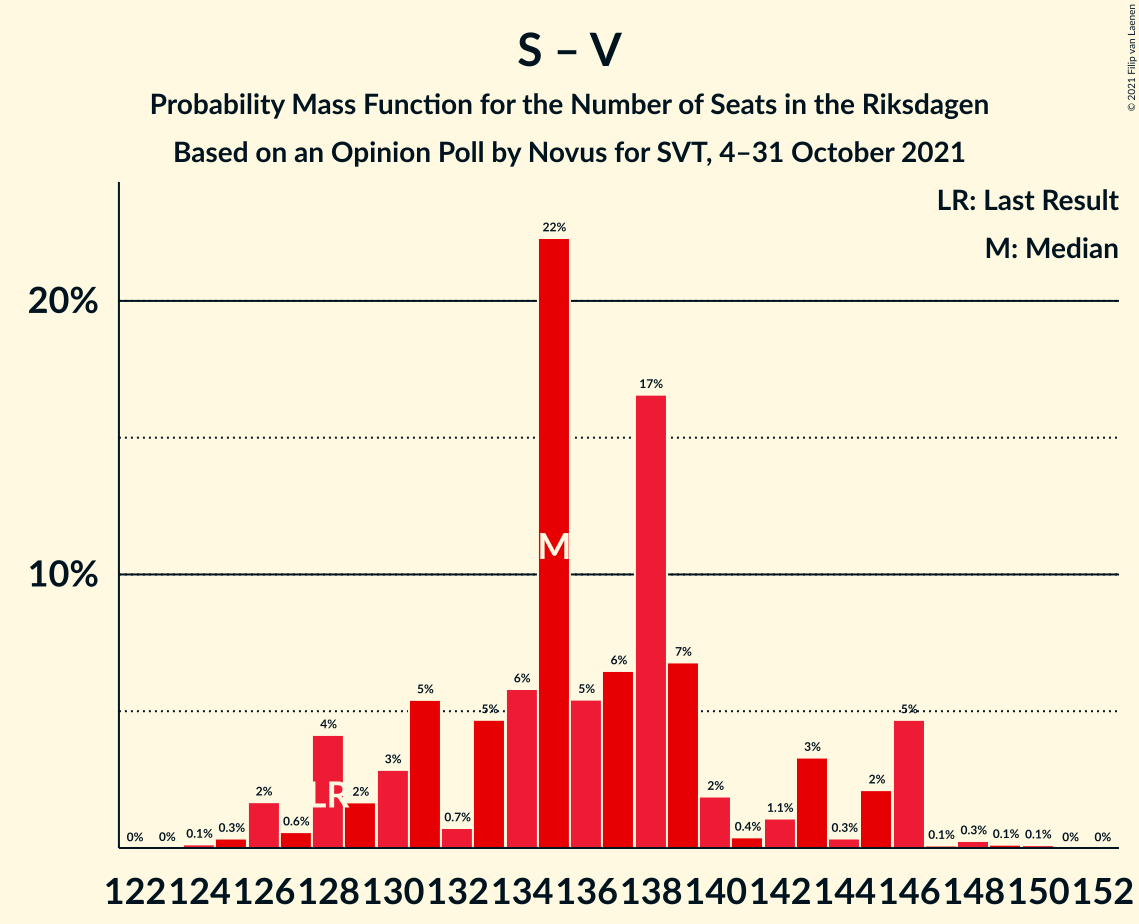 S – V
Probability Mass Function for the Number of Seats in the Riksdagen
Based on an Opinion Poll by Novus for SVT, 4–31 October 2021
© 2021 Filip van Laenen
LR: Last Result
M: Median
20%
10%
0% 0% 0.1% 0.3% 2% 0.6% 4% 2% 3% 5% 0.7% 5% 6% 22% 5% 6% 17% 7% 2% 0.4% 1.1% 3% 0.3% 2% 5% 0.1% 0.3% 0.1% 0.1% 0% 0%
M
LR
122 124 126 128 130 132 134 136 138 140 142 144 146 148 150 152